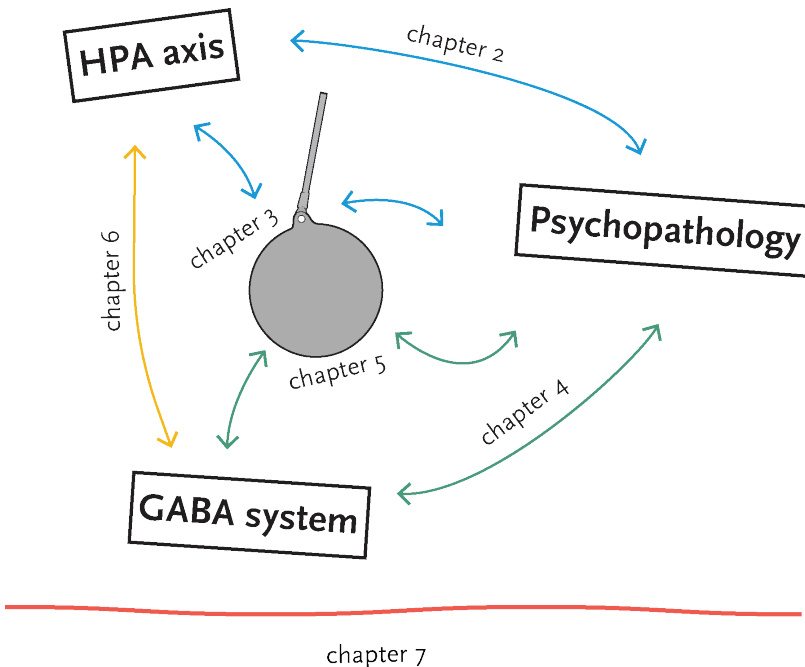 HPA axis
chapter 2
chapter 3
Psychopathology
chapter 6
chapter 5
chapter 4
GABA system
chapter 7